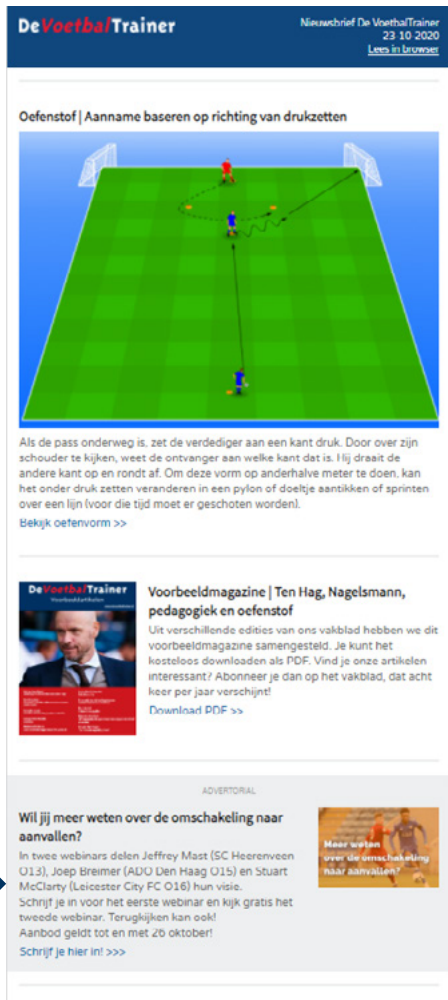 DeVoetbalTrainer
Nieuwsbrief De VoetbalTrainer
23-10-2020
Lees in browser
Oefenstof | Aanname baseren op richting van drukzetten
Als de pass onderweg is, zet de verdediger aan een kant druk. Door over zijn
schouder te kijken, weet de ontvanger aan welke kant dat is. Hij draait de
andere kant op en rondt af. Om deze vorm op anderhalve meter te doen, kan
het onder druk zetten veranderen in een pylon of doeltje aantikken of sprinten
over een lijn (voor die tijd moet er geschoten worden).
Bekijk oefenvorm >>
DeVoetbalTrainer
Voorbeeldartikelen
Voorbeeldmagazine | Ten Hag, Nagelsmann,
pedagogiek en oefenstof
Uit verschillende edities van ons vakblad hebben we dit
voorbeeldmagazine samengesteld. Je kunt het
kosteloos downloaden als PDF. Vind je onze artikelen
interessant? Abonneer je dan op het vakblad, dat acht
keer per jaar verschijnt!
Download PDF >>
ADVERTORIAL
Wil jij meer weten over de omschakeling naar
aanvallen?
In twee webinars delen Jeffrey Mast (SC Heerenveen
O13), Joep Breimer (ADO Den Haag O15) en Stuart
McClarty (Leicester City FC O16) hun visie.
Schrijf je in voor het eerste webinar en kijk gratis het
tweede webinar. Terugkijken kan ook!
Aanbod geldt tot en met 26 oktober!
Schrijf je hier in! >>>
Meer weten
over de omschakeling
naar aanvallen?